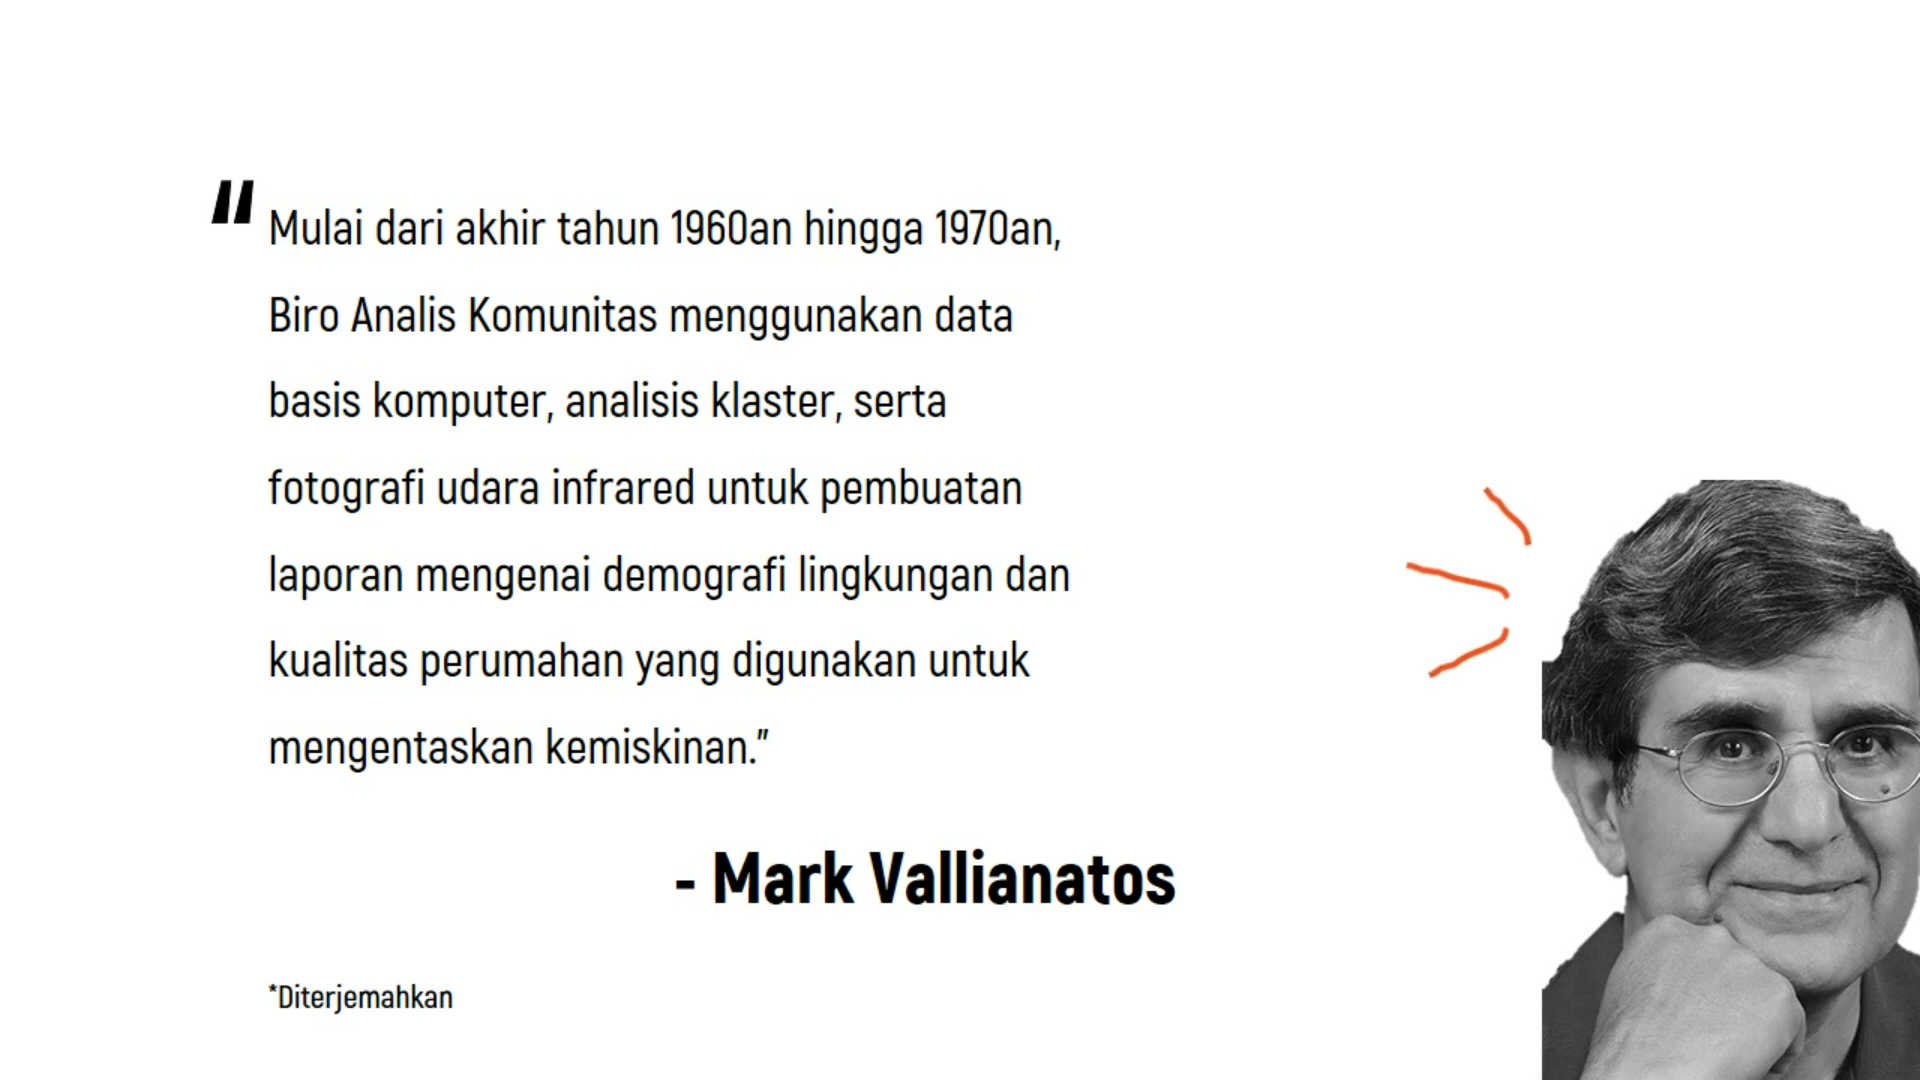 "Mulai dari akhir tahun 1960an hingga 1970an,
Biro Analis Komunitas menggunakan data
basis komputer, analisis klaster, serta
fotografi udara infrared untuk pembuatan
laporan mengenai demografi lingkungan dan
kualitas perumahan yang digunakan untuk
mengentaskan kemiskinan."
- Mark Vallianatos
*Diterjemahkan